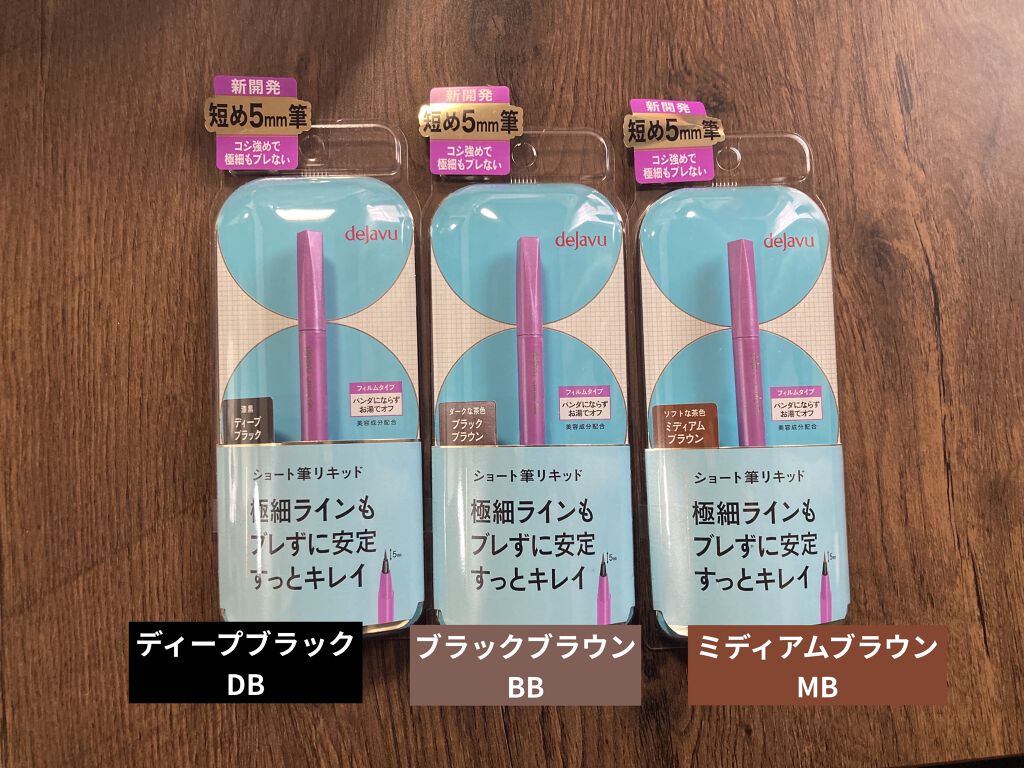 新開発
短め5mm筆
コシ強めで
極細もブレない
dejavu
漆黒
ディープ
ブラック
フィルムタイプ
パンダにならず
お湯でオフ
美容成分配合
ショート筆リキッド
極細ラインも
ブレずに安定
すっとキレイ
5mm
ディープブラック
DB
新開発
短め5mm筆
コシ強めで
極細もブレない
dejavu
ダークな茶色
ブラック
ブラウン
フィルムタイプ
パンダにならず
お湯でオフ
美容成分配合
ショート筆リキッド
極細ラインも
ブレずに安定
すっとキレイ
5mm
ブラックブラウン
BB
新開発
短め5mm筆
コシ強めで
極細もブレない
dejavu
ソフトな茶色
ミディアム
ブラウン
フィルムタイプ
パンダにならず
お湯でオフ
美容成分配合
ショート筆リキッド
極細ラインも
ブレずに安定
すっとキレイ
5mm
ミディアムブラウン
MB